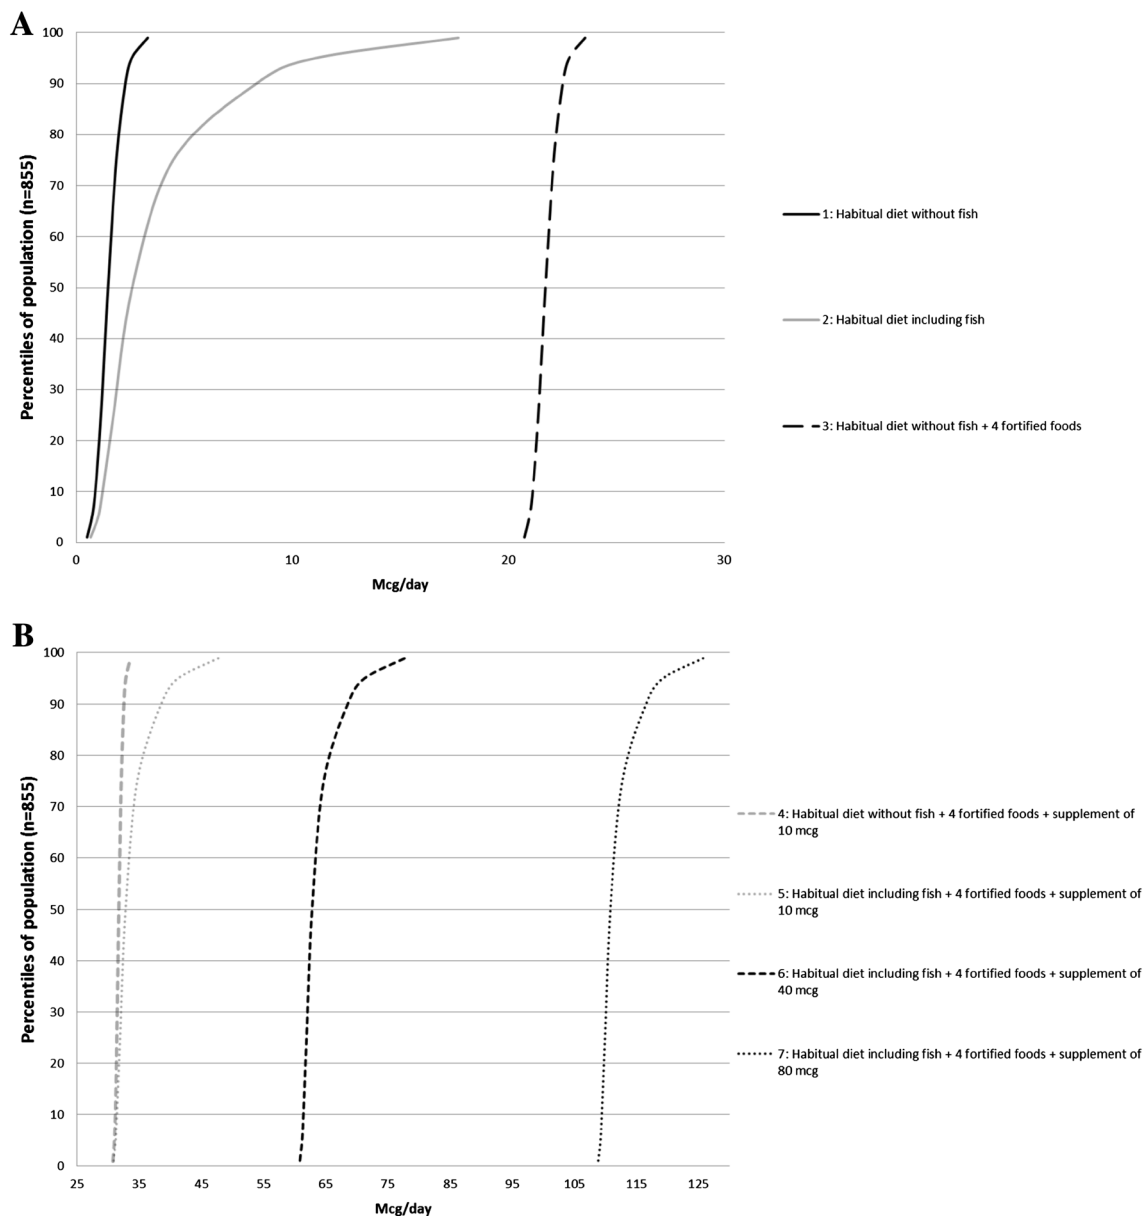 A
Percentiles of population (n=855)
100
90
80
70
60
50
40
30
20
10
0
0 10 20 30
Mcg/day
1: Habitual diet without fish
2: Habitual diet including fish
3: Habitual diet without fish + 4 fortified foods
B
Percentiles of population (n=855)
100
90
80
70
60
50
40
30
20
10
0
25 35 45 55 65 75 85 95 105 115 125
Mcg/day
4: Habitual diet without fish + 4 fortified foods + supplement of
10 mcg
5: Habitual diet including fish + 4 fortified foods + supplement of
10 mcg
6: Habitual diet including fish + 4 fortified foods + supplement of
40 mcg
7: Habitual diet including fish + 4 fortified foods + supplement of
80 mcg